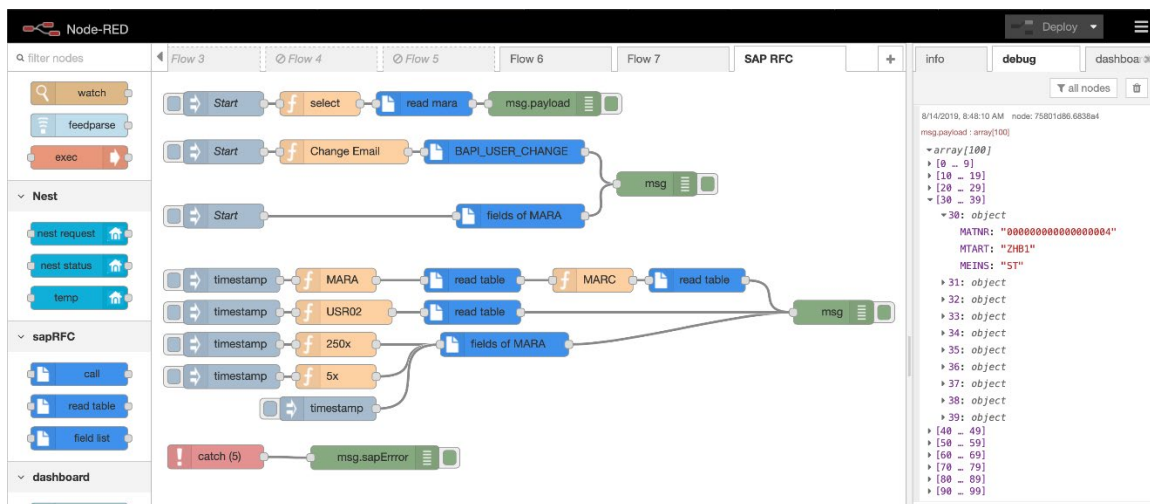 Node-RED
Deploy
filter nodes
Flow 3
Flow 4
Flow 5
Flow 6
Flow 7
SAP RFC
info
debug
dashboa
watch
feedparse
exec
Nest
nest request
nest status
temp
sapRFC
call
read table
field list
dashboard
Start
select
read mara
msg.payload
Start
Change Email
BAPI_USER_CHANGE
msg
Start
fields of MARA
timestamp
MARA
read table
MARC
read table
timestamp
USR02
read table
msg
timestamp
250x
fields of MARA
timestamp
5x
timestamp
catch (5)
msg.sapErrror
all nodes
8/14/2019, 8:48:10 AM node: 75801d86.6838a4
msg.payload : array[100]
array[100]
[0 … 9]
[10 … 19]
[20 … 29]
[30 … 39]
30: object
MATNR: "000000000000000004"
MTART: "ZHB1"
MEINS: "ST"
31: object
32: object
33: object
34: object
35: object
36: object
37: object
38: object
39: object
[40 … 49]
[50 … 59]
[60 … 69]
[70 … 79]
[80 … 89]
[90 … 99]